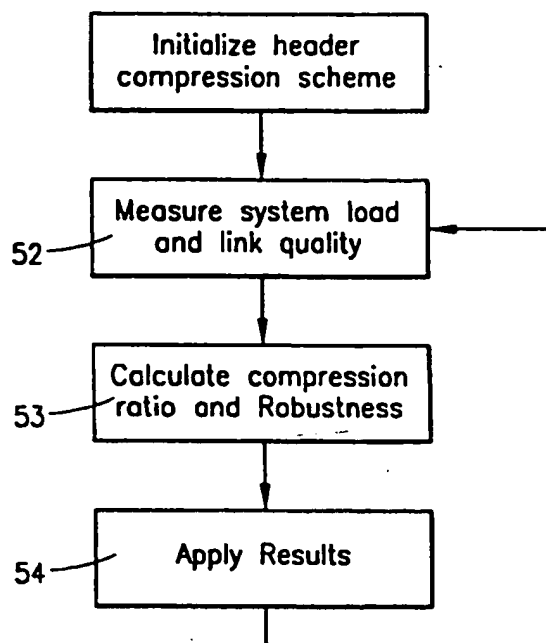 Initialize header
compression scheme
Measure system load
and link quality
52
Calculate compression
ratio and Robustness
53
Apply Results
54